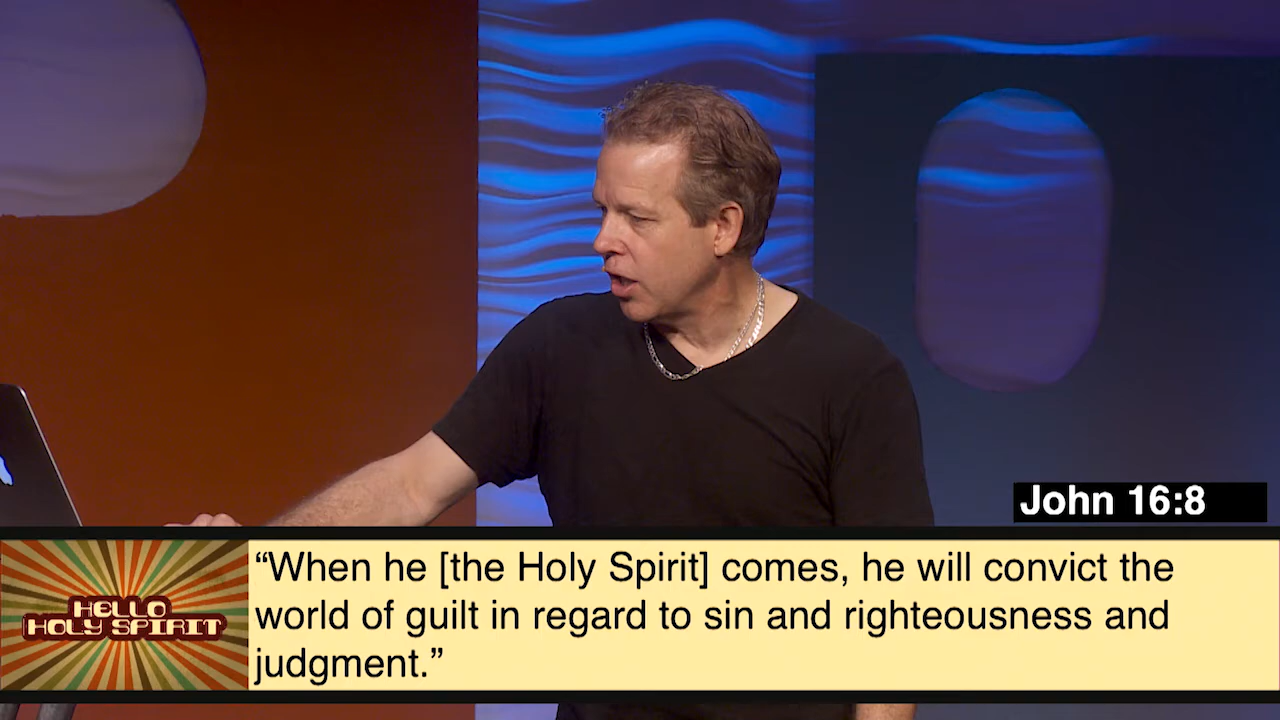 John 16:8
“When he [the Holy Spirit] comes, he will convict the
world of guilt in regard to sin and righteousness and
judgment.”
HELLO
HOLY SPIRIT